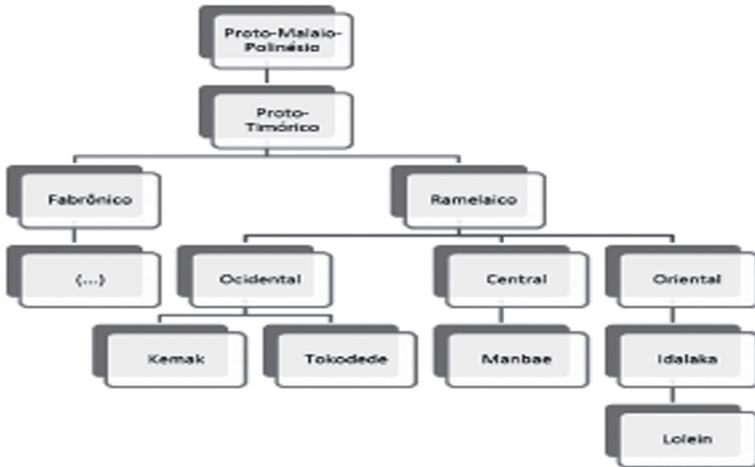 Proto-Malaio-
Polinésio
Proto-
Timórico
Fabrônico
Ramelaico
(...)
Ocidental
Central
Oriental
Kemak
Tokodede
Manbae
Idalaka
Lolein